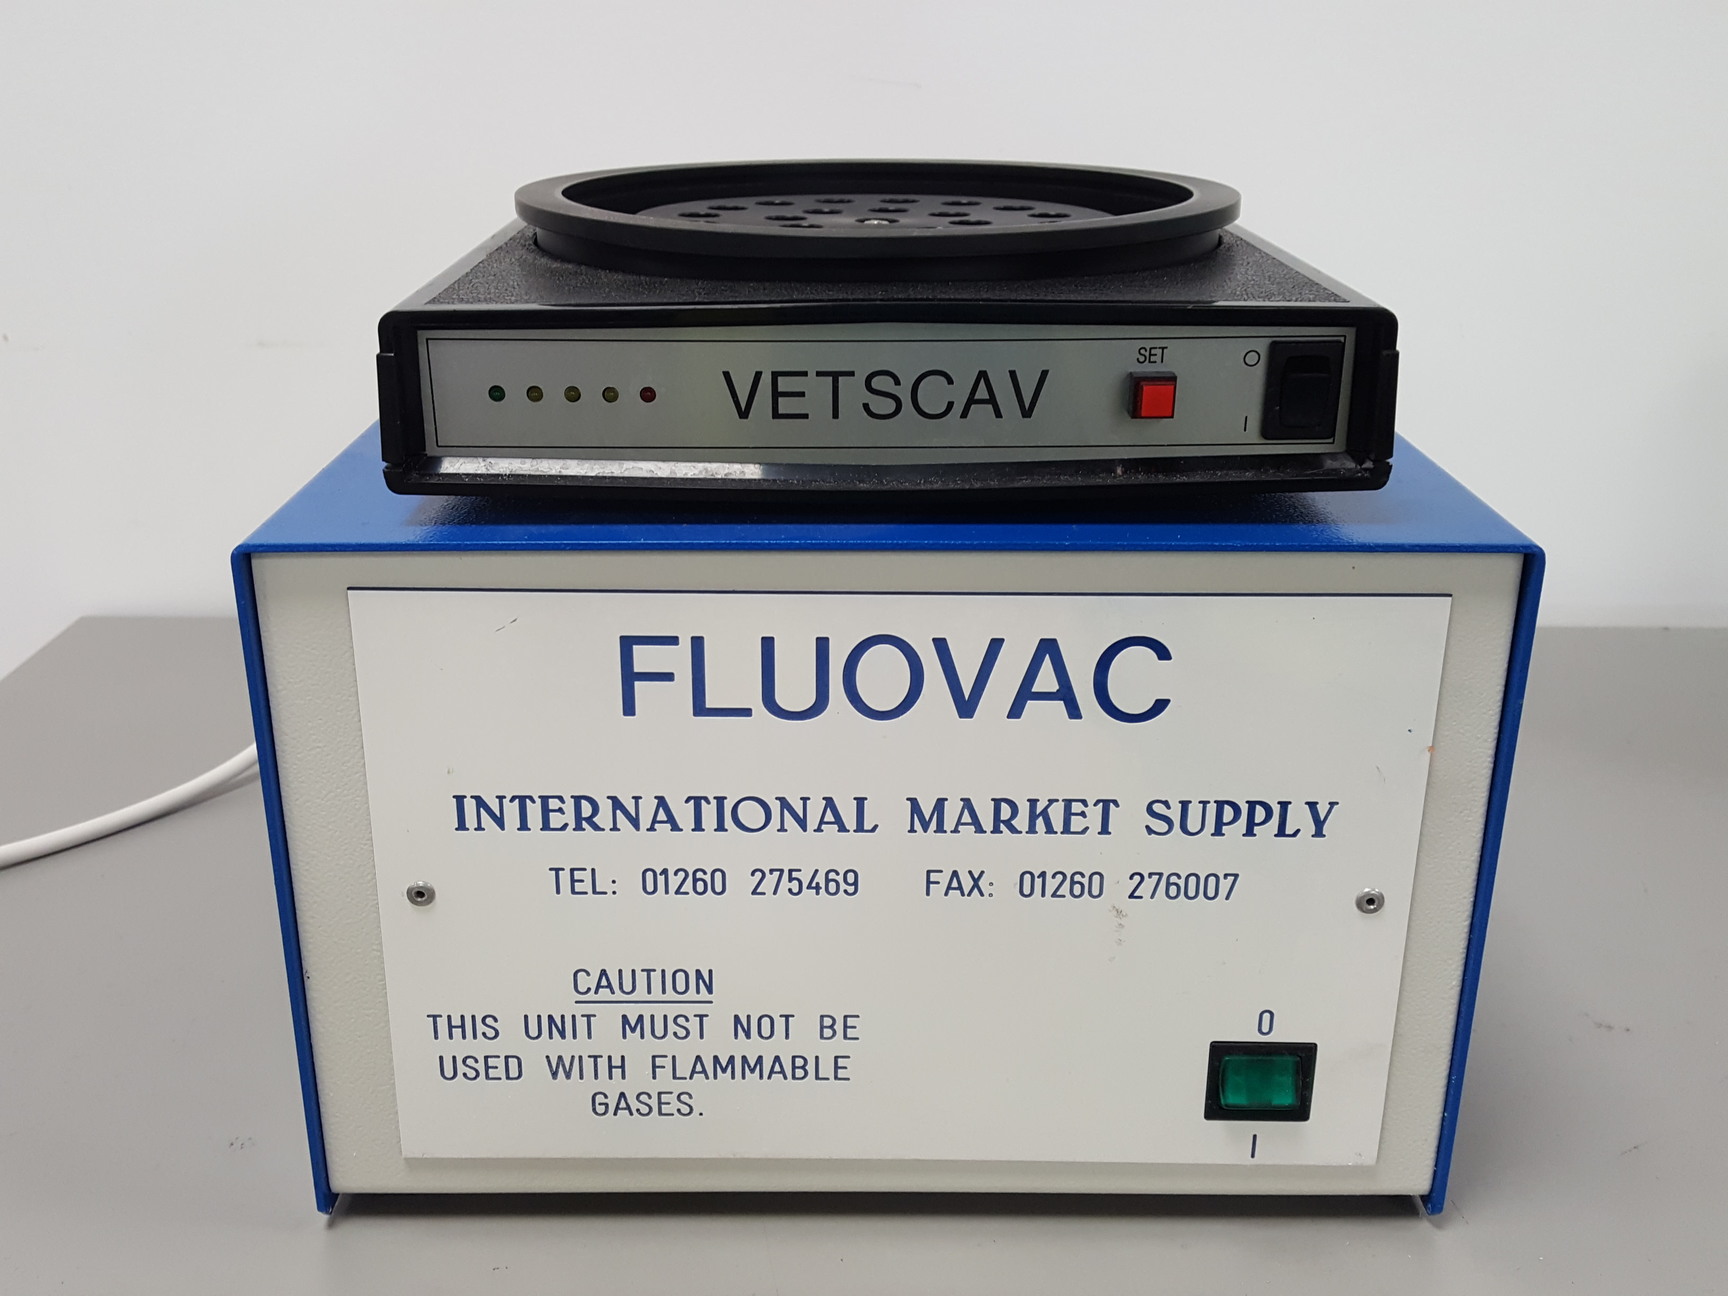 SET
VETSCAV
O
I
FLUOVAC
INTERNATIONAL MARKET SUPPLY
TEL: 01260 275469 FAX: 01260 276007
CAUTION
THIS UNIT MUST NOT BE
USED WITH FLAMMABLE
GASES.
0
I